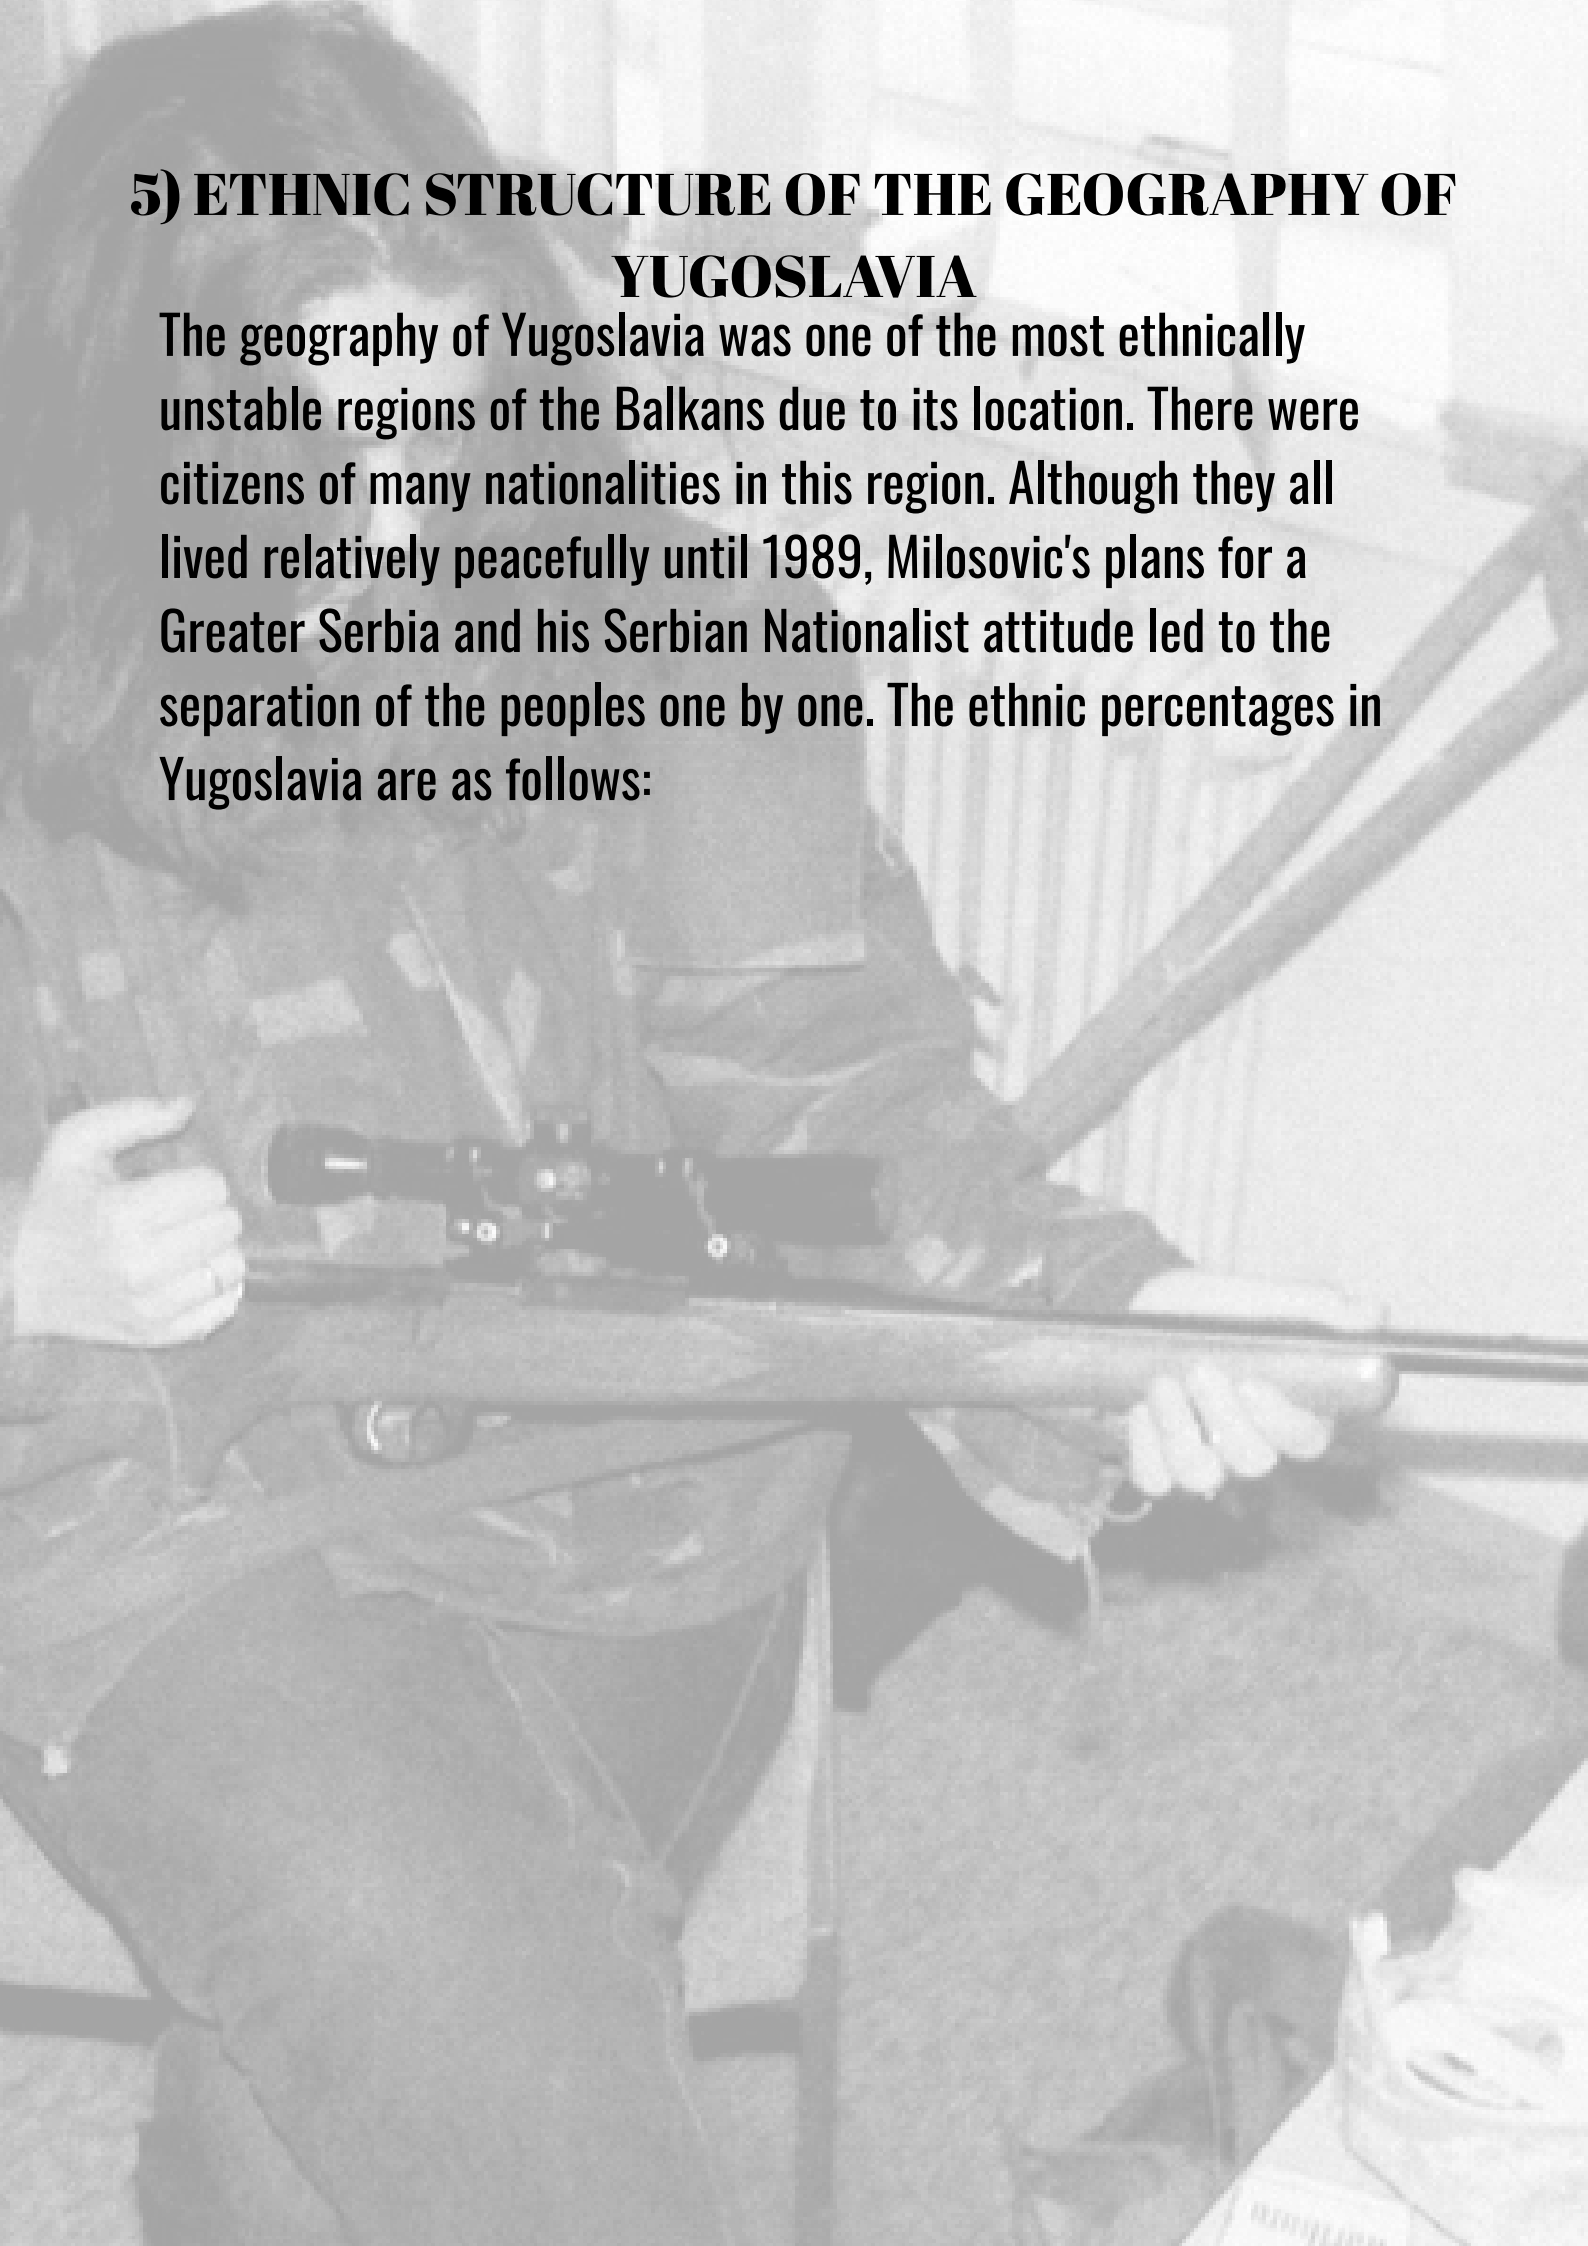 5) ETHNIC STRUCTURE OF THE GEOGRAPHY OF
YUGOSLAVIA
The geography of Yugoslavia was one of the most ethnically
unstable regions of the Balkans due to its location. There were
citizens of many nationalities in this region. Although they all
lived relatively peacefully until 1989, Milosovic's plans for a
Greater Serbia and his Serbian Nationalist attitude led to the
separation of the peoples one by one. The ethnic percentages in
Yugoslavia are as follows: